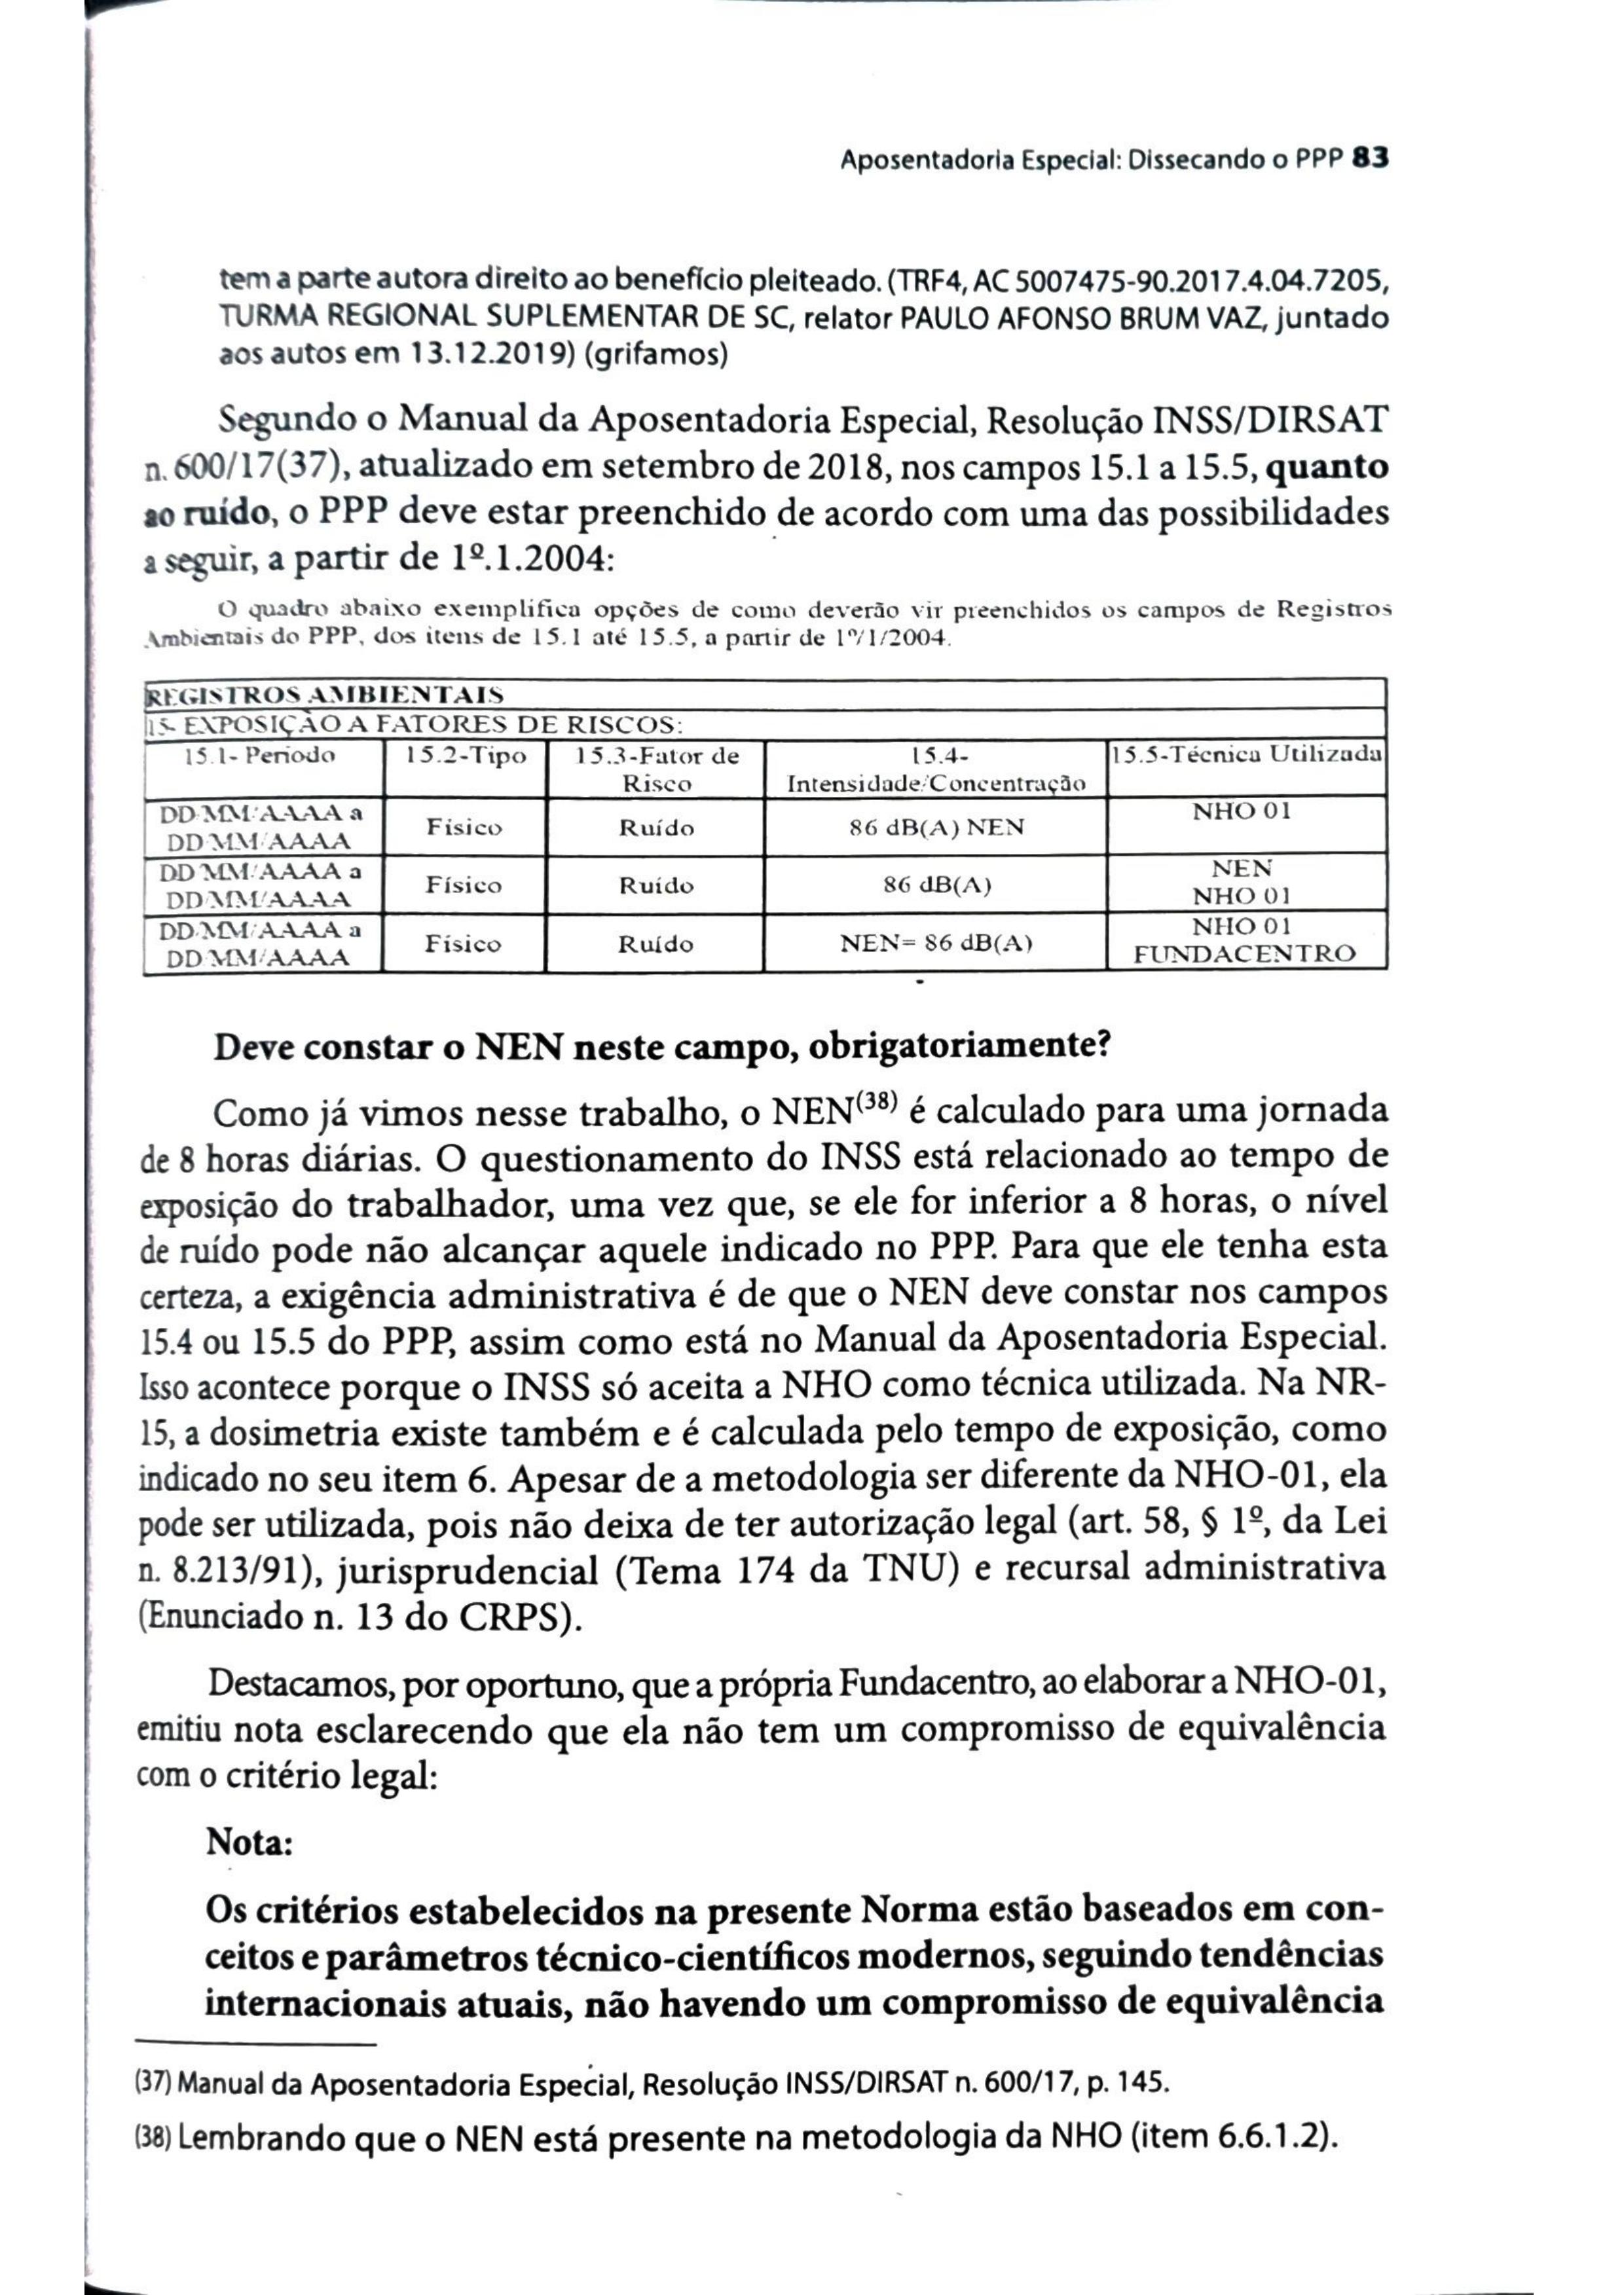 Aposentadoria Especial: Dissecando o PPP 83
tem a parte autora direito ao benefício pleiteado. (TRF4, AC 5007475-90.2017.4.04.7205,
TURMA REGIONAL SUPLEMENTAR DE SC, relator PAULO AFONSO BRUM VAZ, juntado
aos autos em 13.12.2019) (grifamos)
Segundo o Manual da Aposentadoria Especial, Resolução INSS/DIRSAT
n. 600/17(37), atualizado em setembro de 2018, nos campos 15.1 a 15.5, quanto
ao ruído, o PPP deve estar preenchido de acordo com uma das possibilidades
a seguir, a partir de 1º.1.2004:
O quadro abaixo exemplifica opções de como deverão vir preenchidos os campos de Registros
Ambientais do PPP, dos itens de 15.1 até 15.5, a partir de 1º/1/2004.
REGISTROS AMBIENTAIS
15- EXPOSIÇÃO A FATORES DE RISCOS:
15.1- Período 15.2-Tipo 15.3-Fator de Risco 15.4- Intensidade/Concentração 15.5-Técnica Utilizada
DD/MM/AAAA a DD/MM/AAAA Físico Ruído 86 dB(A) NEN NHO 01
DD/MM/AAAA a DD/MM/AAAA Físico Ruído 86 dB(A) NEN NHO 01
DD/MM/AAAA a DD/MM/AAAA Físico Ruído NEN= 86 dB(A) NHO 01 FUNDACENTRO
Deve constar o NEN neste campo, obrigatoriamente?
Como já vimos nesse trabalho, o NEN(38) é calculado para uma jornada
de 8 horas diárias. O questionamento do INSS está relacionado ao tempo de
exposição do trabalhador, uma vez que, se ele for inferior a 8 horas, o nível
de ruído pode não alcançar aquele indicado no PPP. Para que ele tenha esta
certeza, a exigência administrativa é de que o NEN deve constar nos campos
15.4 ou 15.5 do PPP, assim como está no Manual da Aposentadoria Especial.
Isso acontece porque o INSS só aceita a NHO como técnica utilizada. Na NR-
15, a dosimetria existe também e é calculada pelo tempo de exposição, como
indicado no seu item 6. Apesar de a metodologia ser diferente da NHO-01, ela
pode ser utilizada, pois não deixa de ter autorização legal (art. 58, § 1º, da Lei
n. 8.213/91), jurisprudencial (Tema 174 da TNU) e recursal administrativa
(Enunciado n. 13 do CRPS).
Destacamos, por oportuno, que a própria Fundacentro, ao elaborar a NHO-01,
emitiu nota esclarecendo que ela não tem um compromisso de equivalência
com o critério legal:
Nota:
Os critérios estabelecidos na presente Norma estão baseados em con-
ceitos e parâmetros técnico-científicos modernos, seguindo tendências
internacionais atuais, não havendo um compromisso de equivalência
(37) Manual da Aposentadoria Especial, Resolução INSS/DIRSAT n. 600/17, p. 145.
(38) Lembrando que o NEN está presente na metodologia da NHO (item 6.6.1.2).